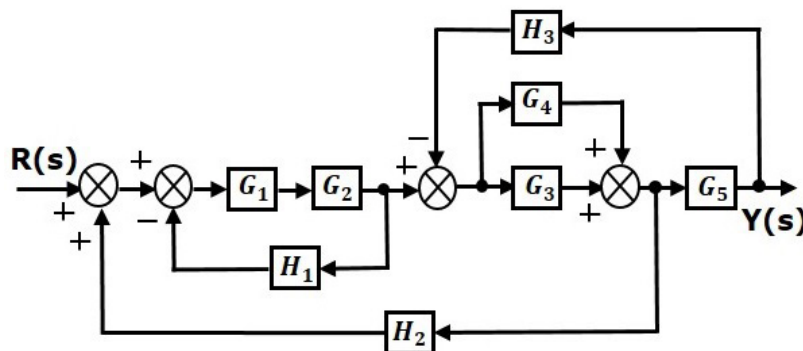 H₃
G₄
−
R(s)
+
+
+
+
G₁
G₂
G₃
G₅
+
−
+
+
Y(s)
H₁
H₂